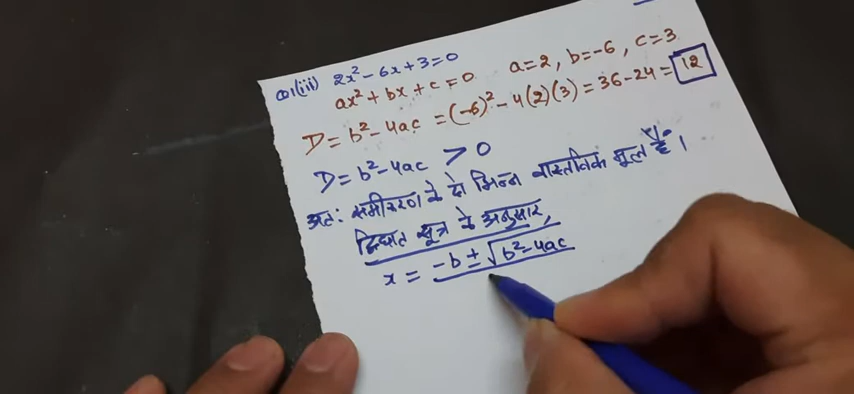 Q1(iii) 2x² - 6x + 3 = 0
ax² + bx + c = 0 a = 2, b = -6, c = 3
D = b² - 4ac = (-6)² - 4(2)(3) = 36 - 24 = 12
D = b² - 4ac > 0
अतः समीकरण के दो भिन्न वास्तविक मूल हैं।
द्विघात सूत्र के अनुसार,
x = -b ± √b² - 4ac